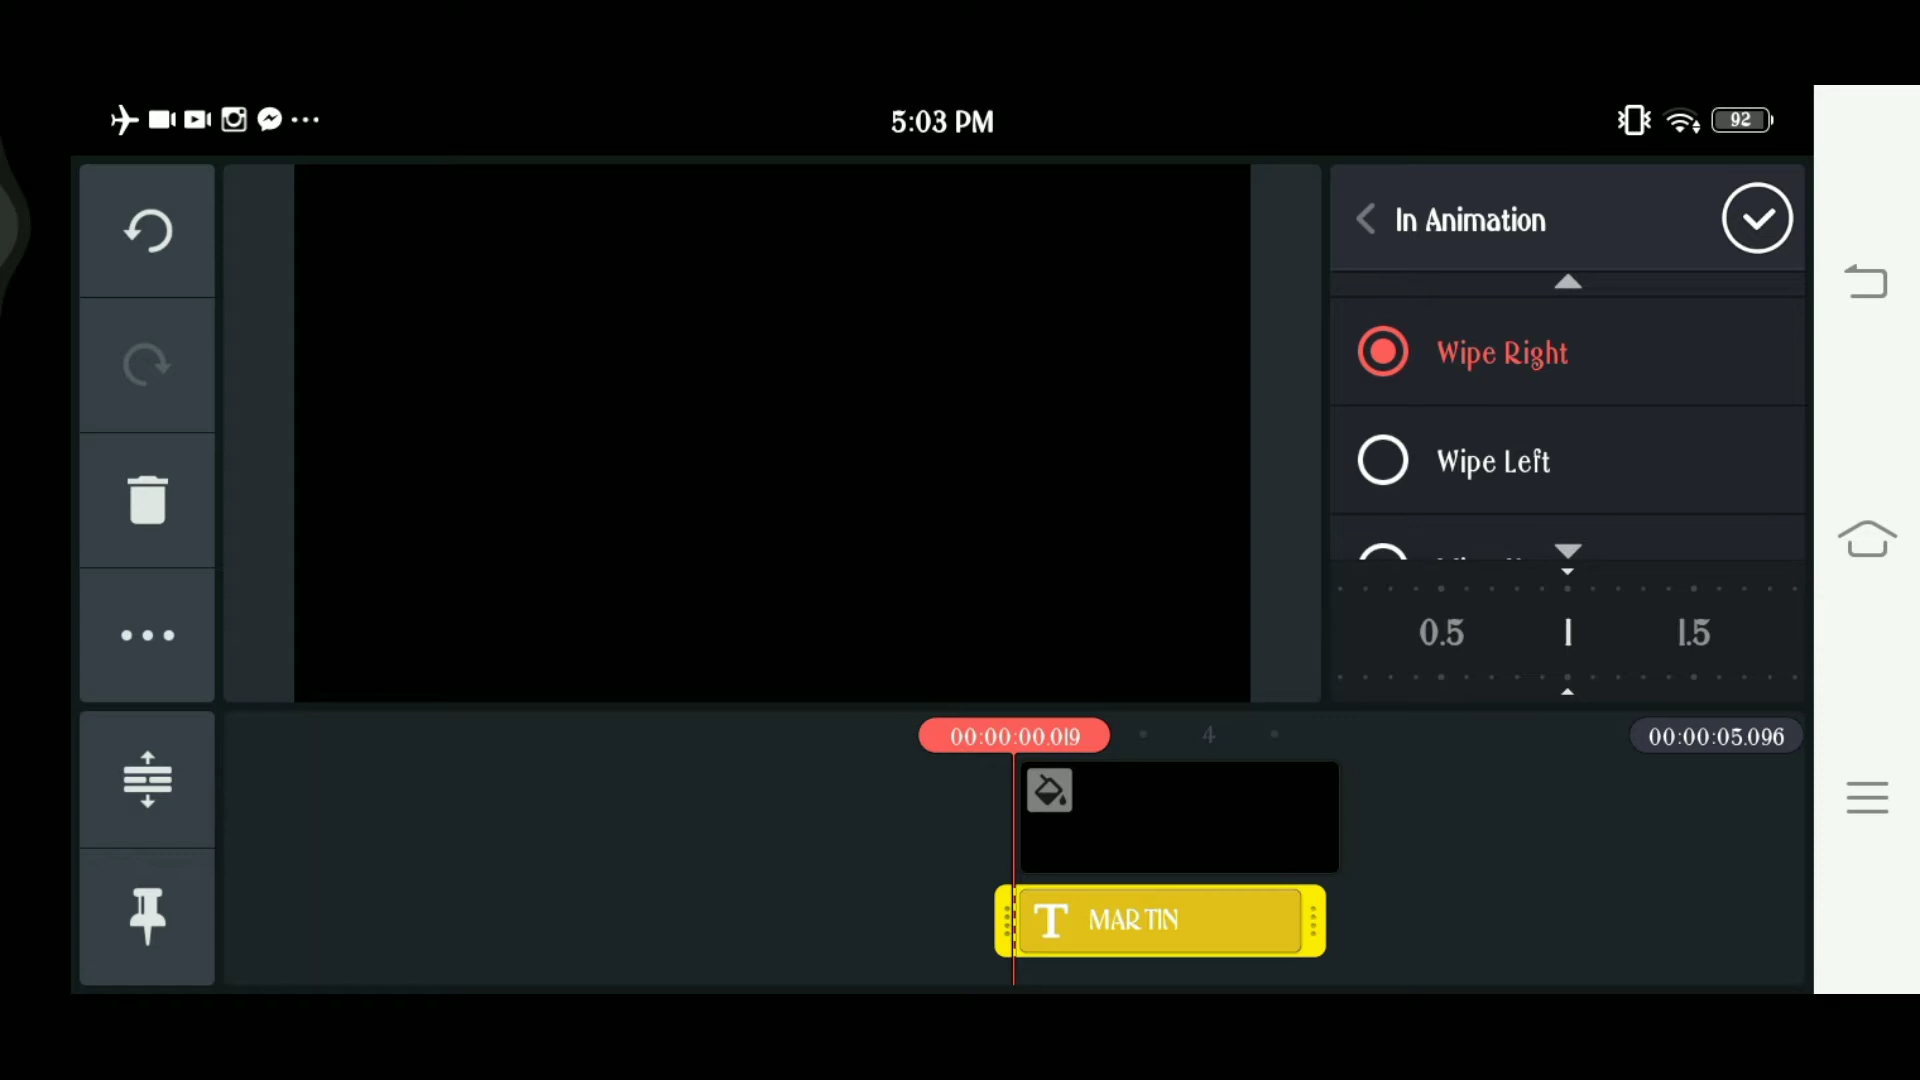 5:03 PM
92
In Animation
Wipe Right
Wipe Left
0.5 1 1.5
00:00:00.019
4
00:00:05.096
T MARTIN